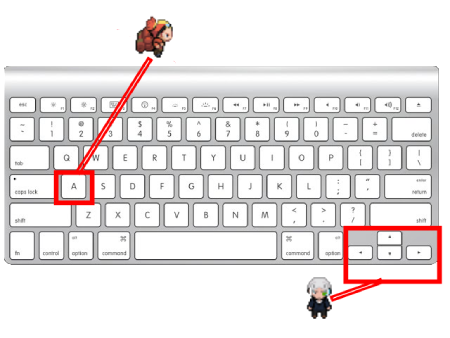 esc F1 F2 F3 F4 F5 F6 F7 F8 F9 F10 F11 F12
~ ! @ # $ % ^ & * ( ) _ +
` 1 2 3 4 5 6 7 8 9 0 - = delete
tab Q W E R T Y U I O P { [ } ] | \
caps lock A S D F G H J K L : ; " ' return
shift Z X C V B N M < , > . ? / shift
fn control alt option ⌘ command ⌘ command alt option